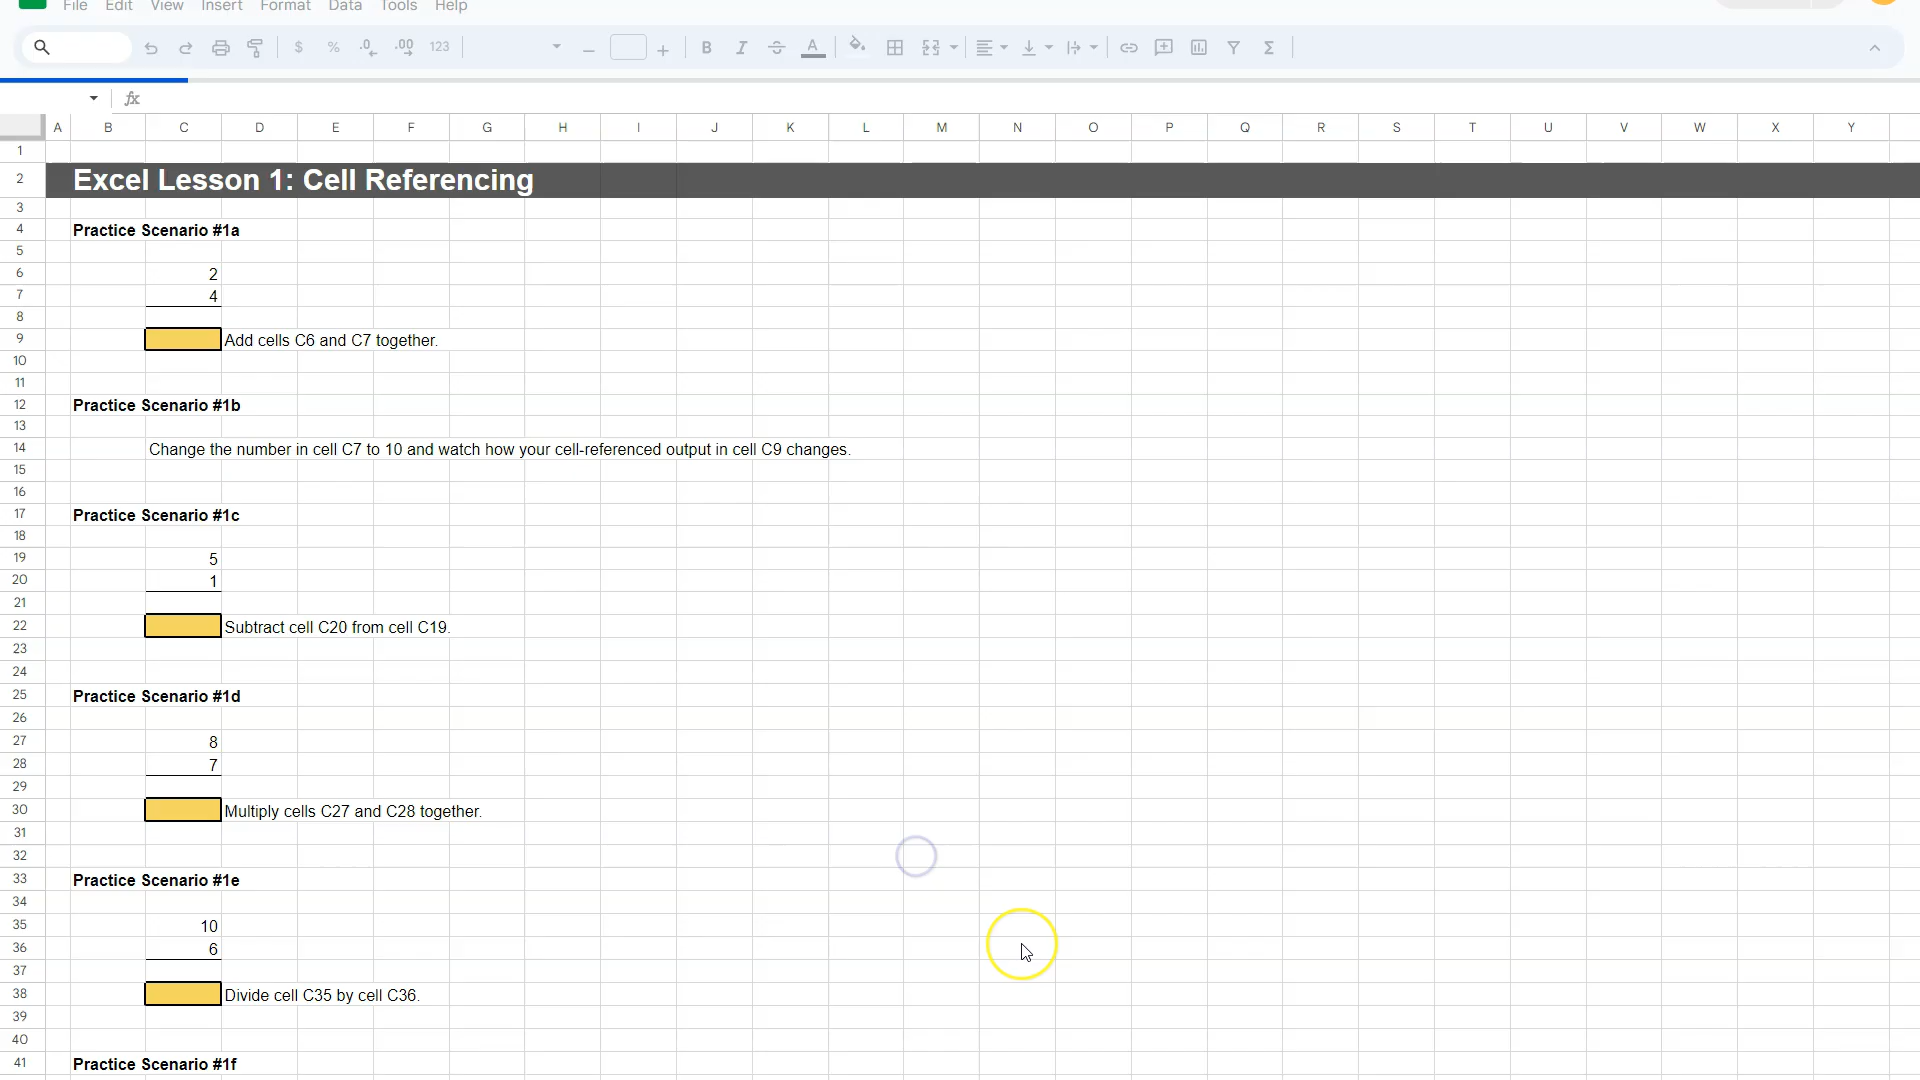 File Edit View Insert Format Data Tools Help
$ % .0 .00 123 B I A Σ
fx
A B C D E F G H I J K L M N O P Q R S T U V W X Y
1
2 Excel Lesson 1: Cell Referencing
3
4 Practice Scenario #1a
5
6 2
7 4
8
9 Add cells C6 and C7 together.
10
11
12 Practice Scenario #1b
13
14 Change the number in cell C7 to 10 and watch how your cell-referenced output in cell C9 changes.
15
16
17 Practice Scenario #1c
18
19 5
20 1
21
22 Subtract cell C20 from cell C19.
23
24
25 Practice Scenario #1d
26
27 8
28 7
29
30 Multiply cells C27 and C28 together.
31
32
33 Practice Scenario #1e
34
35 10
36 6
37
38 Divide cell C35 by cell C36.
39
40
41 Practice Scenario #1f